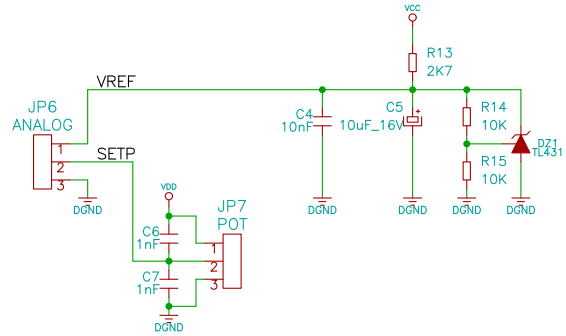 VCC
R13
2K7
VREF
JP6
ANALOG
1
2
3
SETP
DGND
C4
10nF
DGND
C5
+
10uF_16V
DGND
R14
10K
R15
10K
DGND
DZ1
TL431
DGND
VDD
JP7
POT
C6
1nF
C7
1nF
1
2
3
DGND